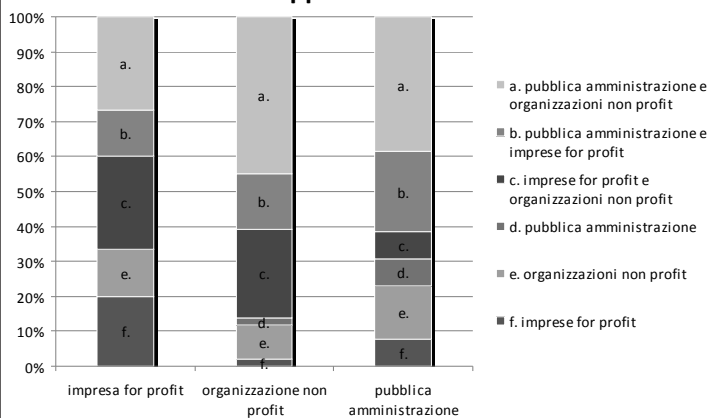 100%
90%
80%
70%
60%
50%
40%
30%
20%
10%
0%
a.
b.
c.
e.
f.
a.
b.
c.
d.
e.
f.
a.
b.
c.
d.
e.
f.
impresa for profit
organizzazione non
profit
pubblica
amministrazione
a. pubblica amministrazione e
organizzazioni non profit
b. pubblica amministrazione e
imprese for profit
c. imprese for profit e
organizzazioni non profit
d. pubblica amministrazione
e. organizzazioni non profit
f. imprese for profit